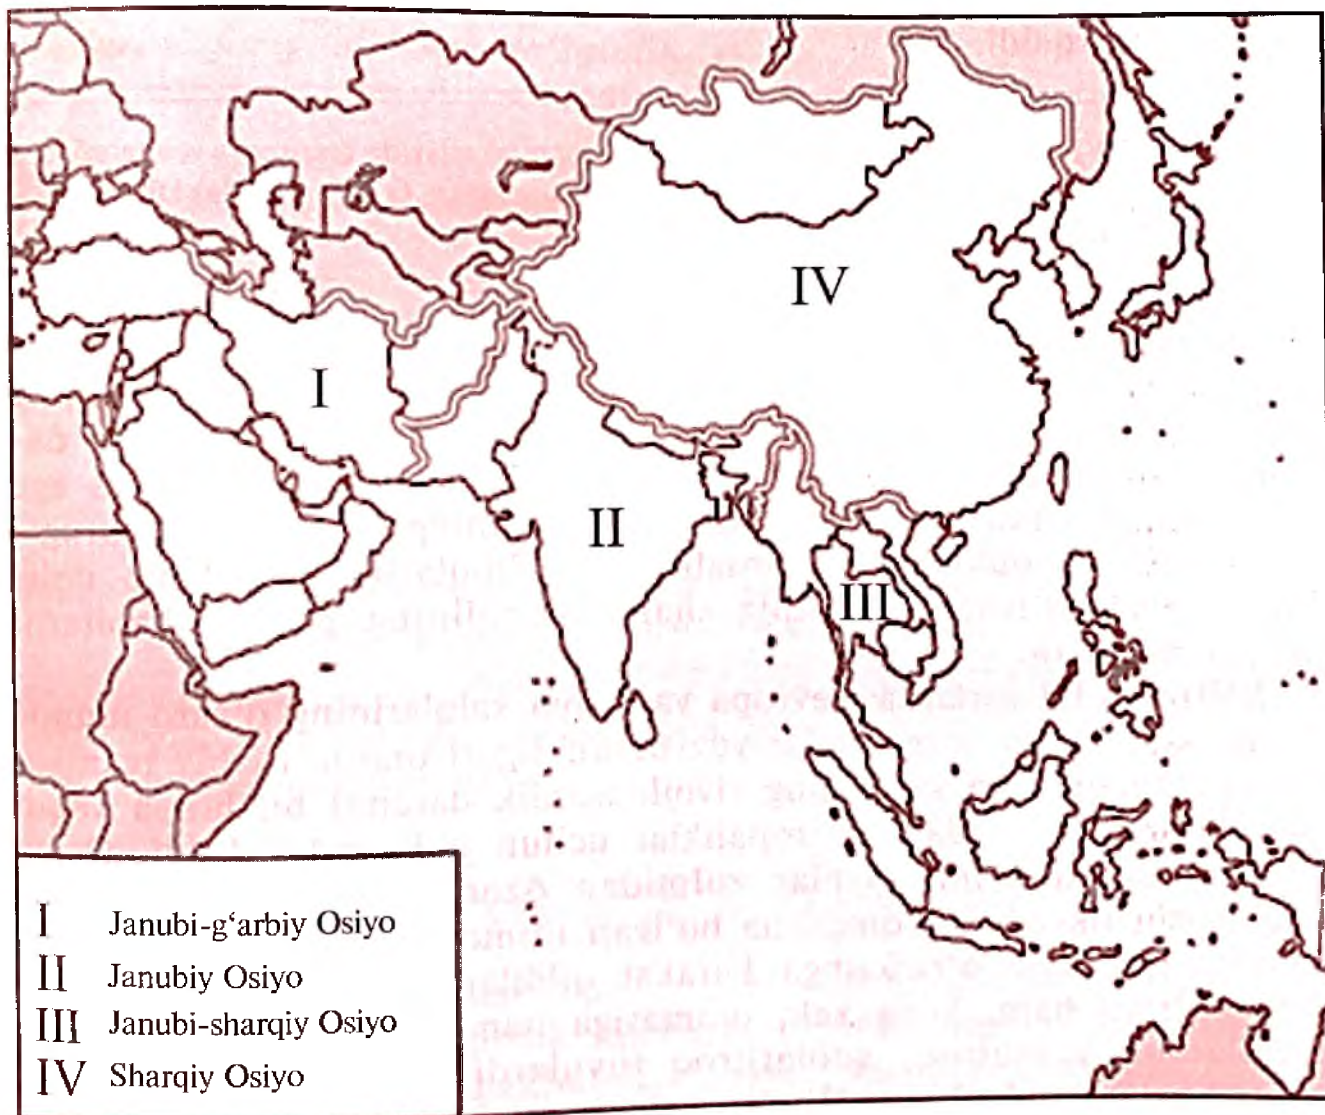 I
II
III
IV
I Janubi-g‘arbiy Osiyo
II Janubiy Osiyo
III Janubi-sharqiy Osiyo
IV Sharqiy Osiyo